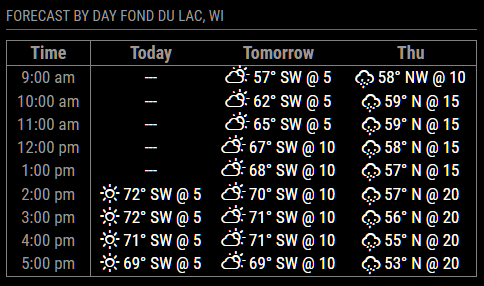 FORECAST BY DAY FOND DU LAC, WI
Time Today Tomorrow Thu
9:00 am --- 57° SW @ 5 58° NW @ 10
10:00 am --- 62° SW @ 5 59° N @ 15
11:00 am --- 65° SW @ 5 59° N @ 15
12:00 pm --- 67° SW @ 10 58° N @ 15
1:00 pm --- 68° SW @ 10 57° N @ 15
2:00 pm 72° SW @ 5 70° SW @ 10 57° N @ 20
3:00 pm 72° SW @ 5 71° SW @ 10 56° N @ 20
4:00 pm 71° SW @ 5 71° SW @ 10 55° N @ 20
5:00 pm 69° SW @ 5 69° SW @ 10 53° N @ 20